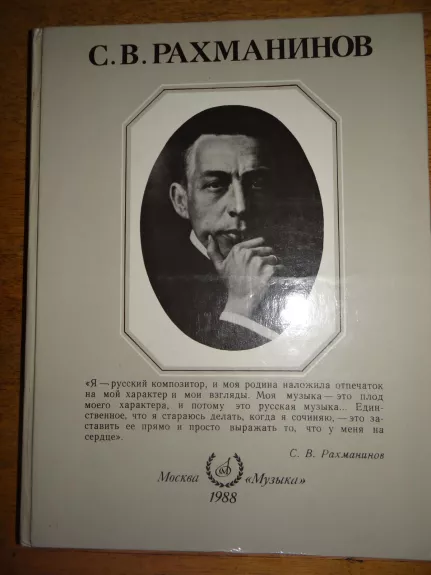 С. В. РАХМАНИНОВ
«Я — русский композитор, и моя родина наложила отпечаток
на мой характер и мои взгляды. Моя музыка — это плод
моего характера, и потому это русская музыка... Един-
ственное, что я стараюсь делать, когда я сочиняю, — это за-
ставить ее прямо и просто выражать то, что у меня на
сердце».
С. В. Рахманинов
Москва «Музыка»
1988